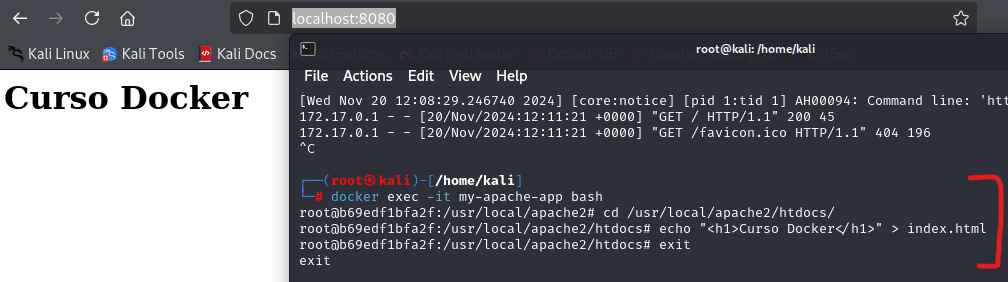 localhost:8080
Kali Linux Kali Tools Kali Docs Kali Forums Kali NetHunter Exploit-DB Google Hacking DB OffSec
root@kali: /home/kali
File Actions Edit View Help
Curso Docker
[Wed Nov 20 12:08:29.246740 2024] [core:notice] [pid 1:tid 1] AH00094: Command line: 'htt
172.17.0.1 - - [20/Nov/2024:12:11:21 +0000] "GET / HTTP/1.1" 200 45
172.17.0.1 - - [20/Nov/2024:12:11:21 +0000] "GET /favicon.ico HTTP/1.1" 404 196
^C
┌──(root㉿kali)-[/home/kali]
└─# docker exec -it my-apache-app bash
root@b69edf1bfa2f:/usr/local/apache2# cd /usr/local/apache2/htdocs/
root@b69edf1bfa2f:/usr/local/apache2/htdocs# echo "<h1>Curso Docker</h1>" > index.html
root@b69edf1bfa2f:/usr/local/apache2/htdocs# exit
exit